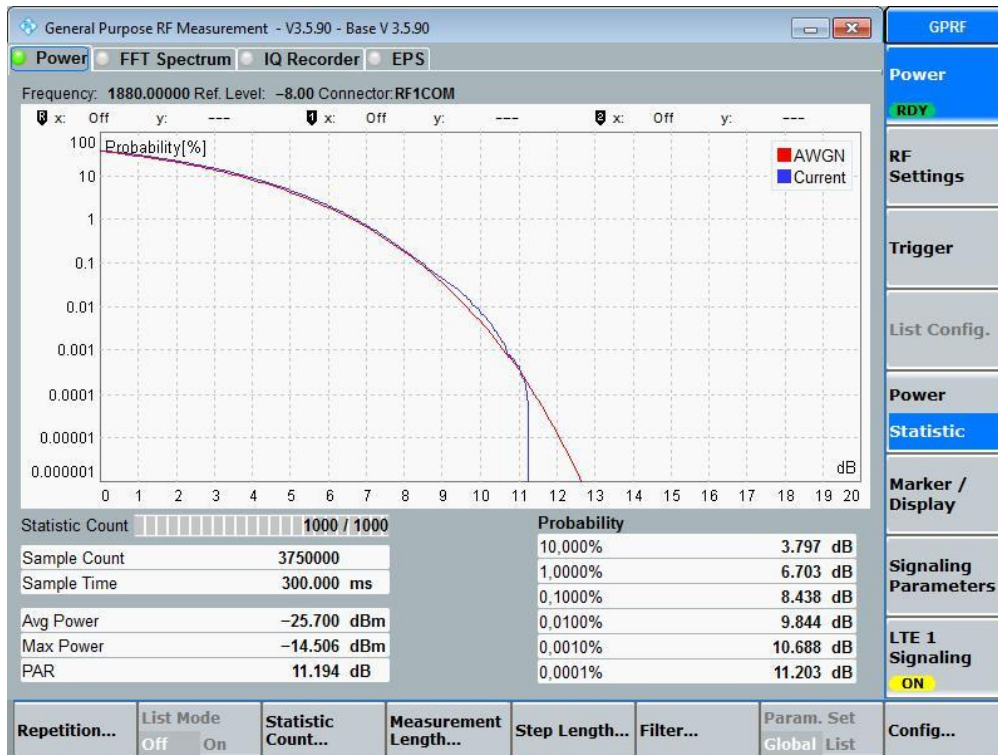 General Purpose RF Measurement - V3.5.90 - Base V 3.5.90
GPRF
Power FFT Spectrum IQ Recorder EPS
Frequency: 1880.00000 Ref. Level: −8.00 Connector:RF1COM
R x: Off y: --- 1 x: Off y: --- 2 x: Off y: ---
Probability[%]
AWGN
Current
100
10
1
0.1
0.01
0.001
0.0001
0.00001
0.000001
dB
0 1 2 3 4 5 6 7 8 9 10 11 12 13 14 15 16 17 18 19 20
Statistic Count 1000 / 1000
Sample Count 3750000
Sample Time 300.000 ms
Avg Power −25.700 dBm
Max Power −14.506 dBm
PAR 11.194 dB
Probability
10,000% 3.797 dB
1,0000% 6.703 dB
0,1000% 8.438 dB
0,0100% 9.844 dB
0,0010% 10.688 dB
0,0001% 11.203 dB
Power
RDY
RF
Settings
Trigger
List Config.
Power
Statistic
Marker /
Display
Signaling
Parameters
LTE 1
Signaling
ON
Repetition...
List Mode
Off On
Statistic
Count...
Measurement
Length...
Step Length...
Filter...
Param. Set
Global List
Config...